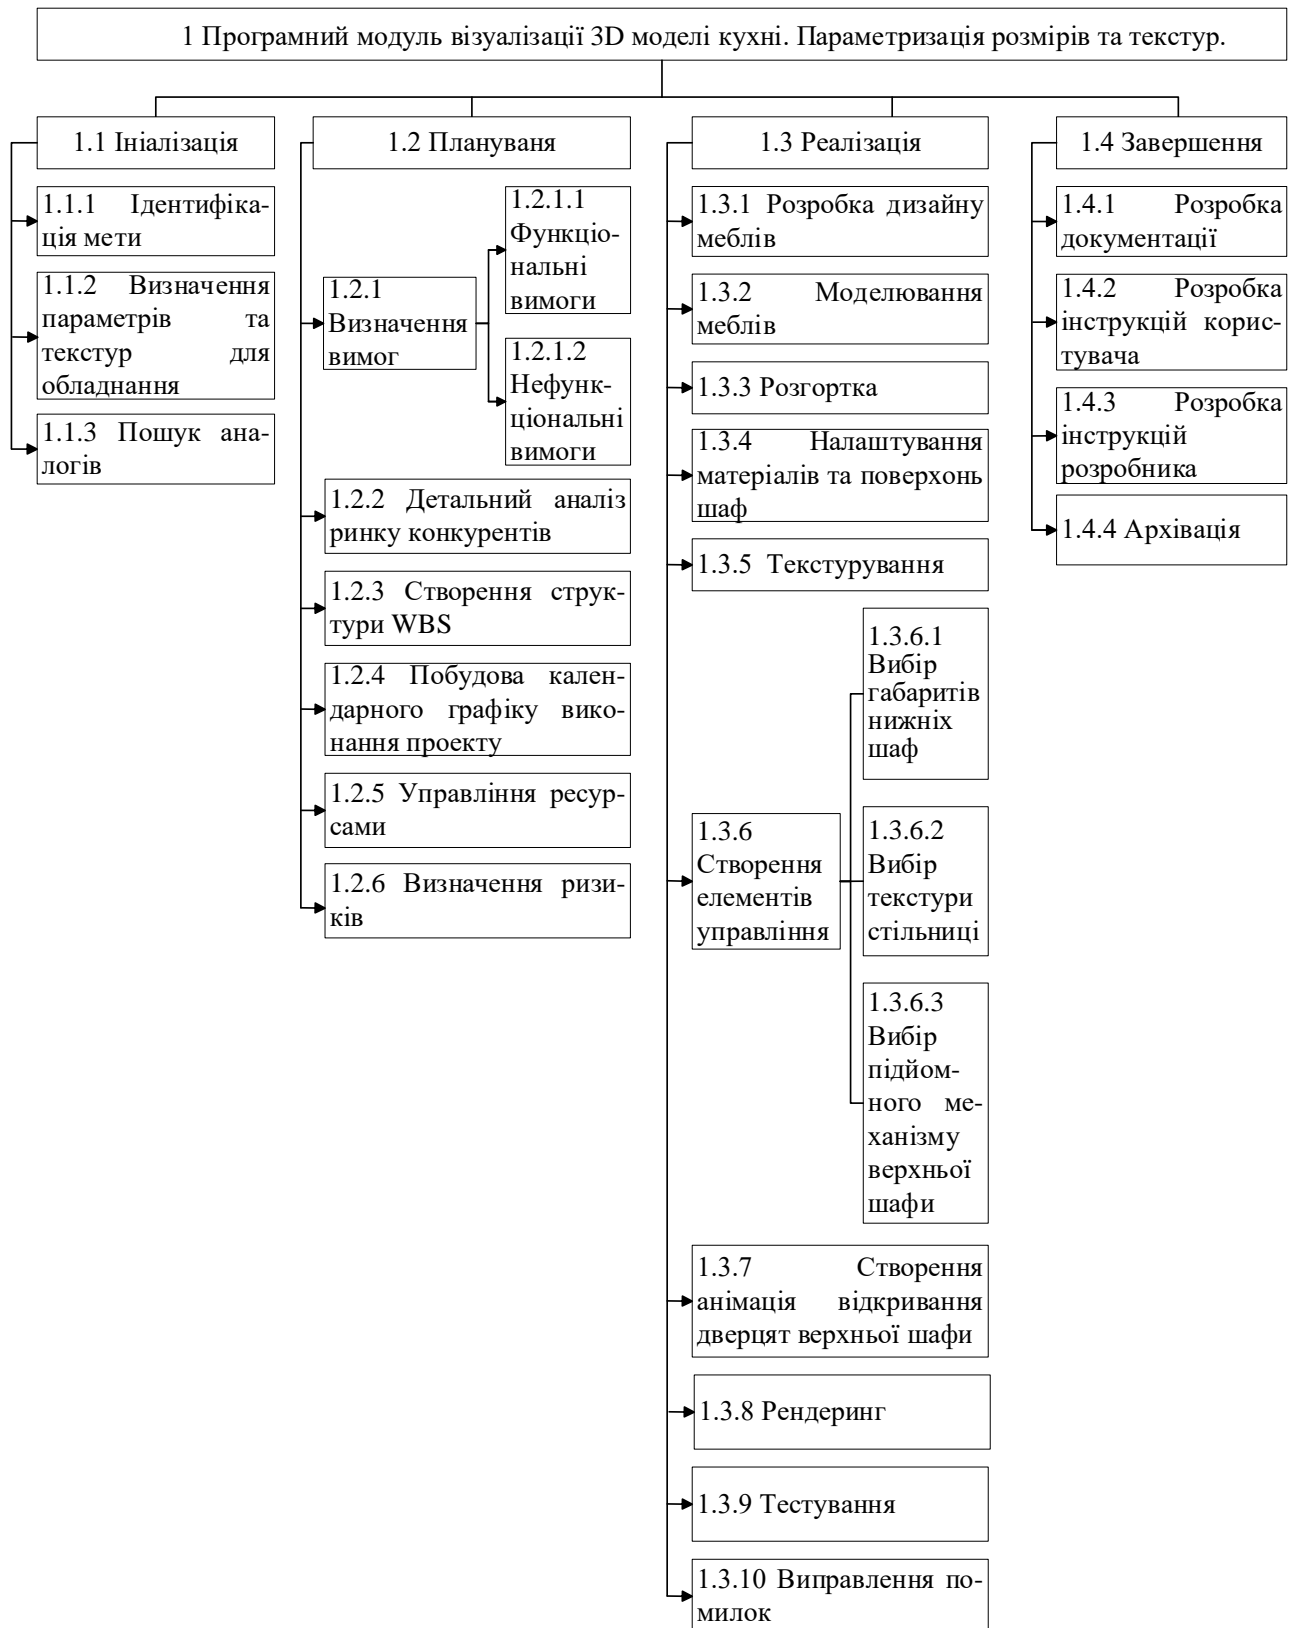 1 Програмний модуль візуалізації 3D моделі кухні. Параметризація розмірів та текстур.
1.1 Ініалізація
1.1.1 Ідентифіка-
ція мети
1.1.2 Визначення
параметрів та
текстур для
обладнання
1.1.3 Пошук ана-
логів
1.2 Плануваня
1.2.1
Визначення
вимог
1.2.1.1
Функціо-
нальні
вимоги
1.2.1.2
Нефунк-
ціональні
вимоги
1.2.2 Детальний аналіз
ринку конкурентів
1.2.3 Створення струк-
тури WBS
1.2.4 Побудова кален-
дарного графіку вико-
нання проекту
1.2.5 Управління ресур-
сами
1.2.6 Визначення ризи-
ків
1.3 Реалізація
1.3.1 Розробка дизайну
меблів
1.3.2 Моделювання
меблів
1.3.3 Розгортка
1.3.4 Налаштування
матеріалів та поверхонь
шаф
1.3.5 Текстурування
1.3.6
Створення
елементів
управління
1.3.6.1
Вибір
габаритів
нижніх
шаф
1.3.6.2
Вибір
текстури
стільниці
1.3.6.3
Вибір
підйом-
ного ме-
ханізму
верхньої
шафи
1.3.7 Створення
анімація відкривання
дверцят верхньої шафи
1.3.8 Рендеринг
1.3.9 Тестування
1.3.10 Виправлення по-
милок
1.4 Завершення
1.4.1 Розробка
документації
1.4.2 Розробка
інструкцій корис-
тувача
1.4.3 Розробка
інструкцій
розробника
1.4.4 Архівація